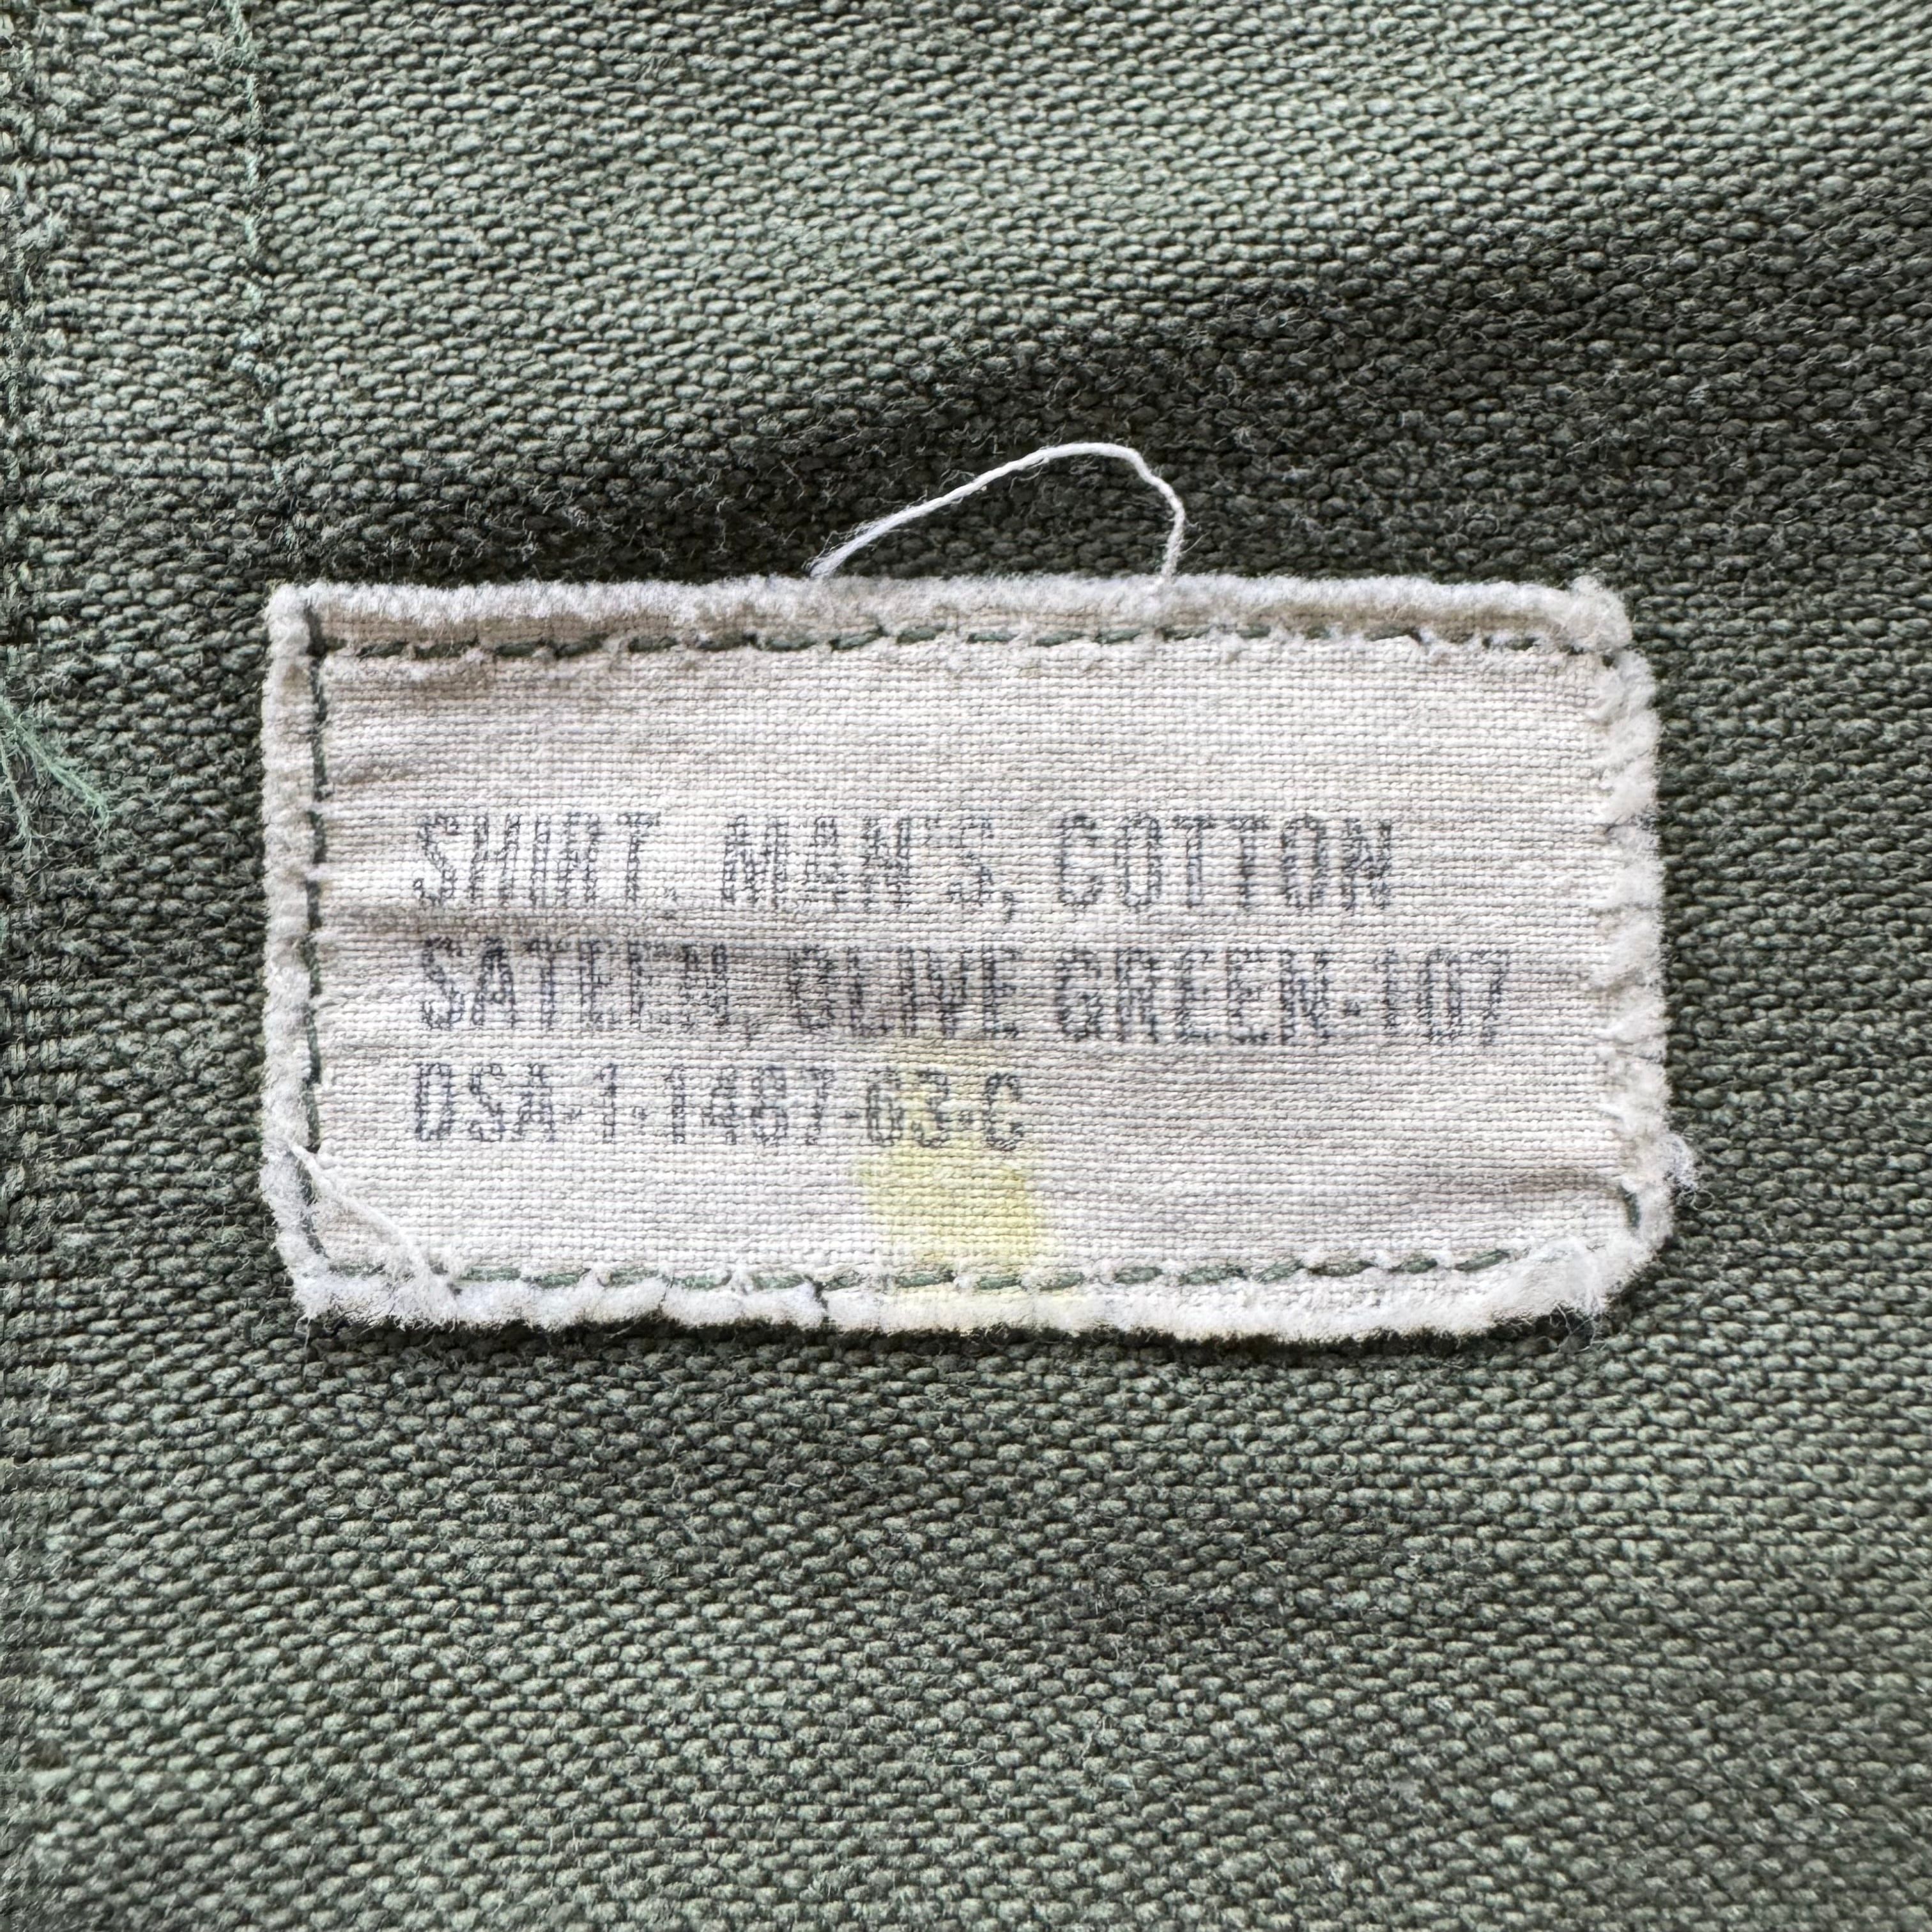 SHIRT, MAN'S, COTTON
SATEEN, OLIVE GREEN-107
DSA-1-1487-63-C